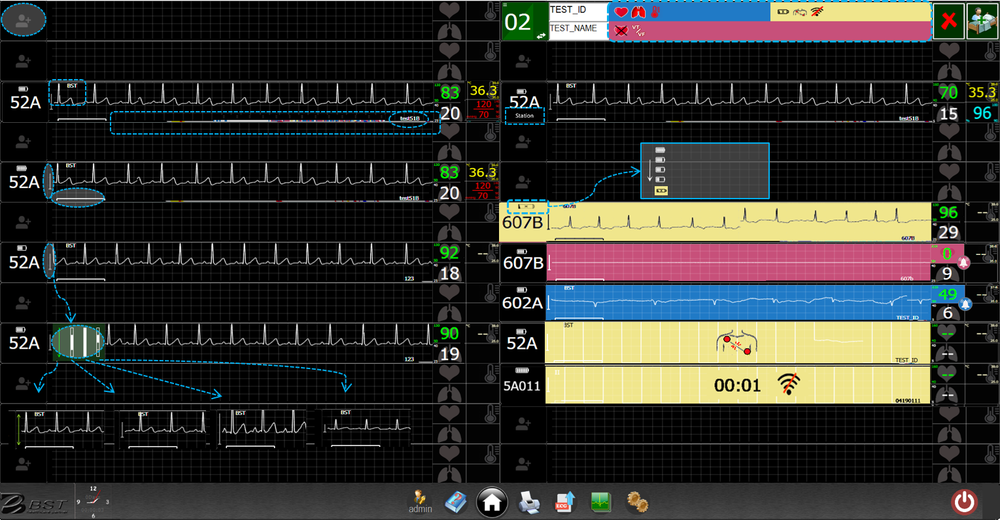 02
TEST_ID
TEST_NAME
VT/VF
52A
BST
test51B
83
20
36.3
120
70
52A
Station
BST
test51B
70
15
35.3
96
52A
BST
test51B
83
20
36.3
120
70
607B
607B
607B
96
29
--
52A
BST
123
92
18
--
607B
607b
0
9
--
602A
BST
TEST_ID
49
6
--
52A
123
90
19
--
52A
BST
TEST_ID
--
--
--
5A011
II
00:01
04190111
--
--
--
BST
BST
BST
BST
BST
12
9
3
6
admin
ECG